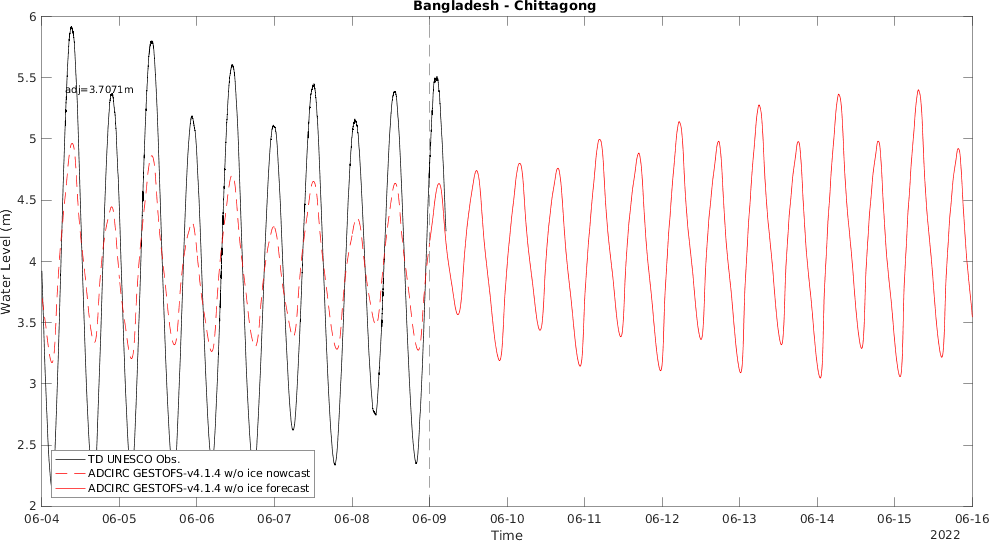 Bangladesh - Chittagong
6
5.5
5
4.5
4
3.5
3
2.5
2
Water Level (m)
adj=3.7071m
TD UNESCO Obs.
ADCIRC GESTOFS-v4.1.4 w/o ice nowcast
ADCIRC GESTOFS-v4.1.4 w/o ice forecast
06-04 06-05 06-06 06-07 06-08 06-09 06-10 06-11 06-12 06-13 06-14 06-15 06-16
Time
2022